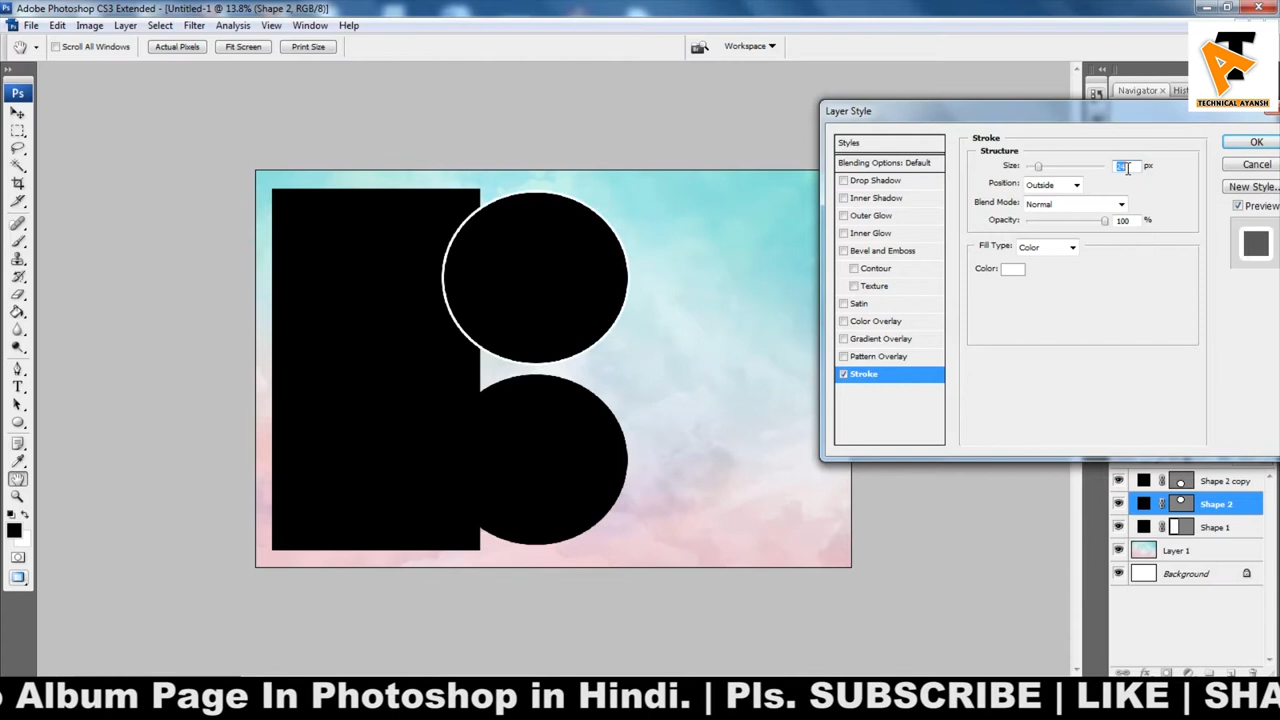 Adobe Photoshop CS3 Extended - [Untitled-1 @ 13.8% (Shape 2, RGB/8)]
File Edit Image Layer Select Filter Analysis View Window Help
Scroll All Windows Actual Pixels Fit Screen Print Size Workspace
Ps
Navigator
TECHNICAL AYANSH
Layer Style
Styles
Blending Options: Default
Drop Shadow
Inner Shadow
Outer Glow
Inner Glow
Bevel and Emboss
Contour
Texture
Satin
Color Overlay
Gradient Overlay
Pattern Overlay
Stroke
Stroke
Structure
Size: px
Position: Outside
Blend Mode: Normal
Opacity: 100 %
Fill Type: Color
Color:
OK
Cancel
New Style...
Preview
Shape 2 copy
Shape 2
Shape 1
Layer 1
Background
Album Page In Photoshop in Hindi. | Pls. SUBSCRIBE | LIKE | SHA